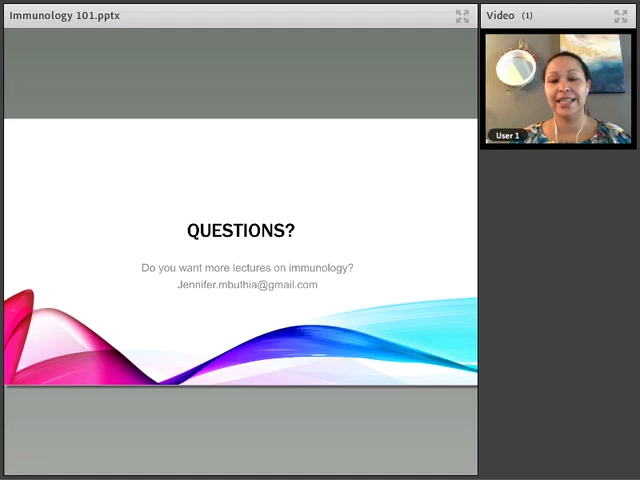 Immunology 101.pptx
Video (1)
User 1
QUESTIONS?
Do you want more lectures on immunology?
Jennifer.mbuthia@gmail.com